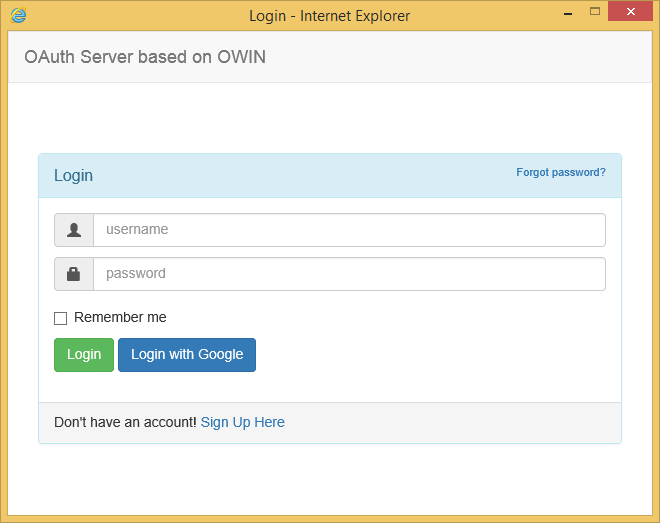 Login - Internet Explorer
OAuth Server based on OWIN
Login Forgot password?
username
password
Remember me
Login Login with Google
Don't have an account! Sign Up Here